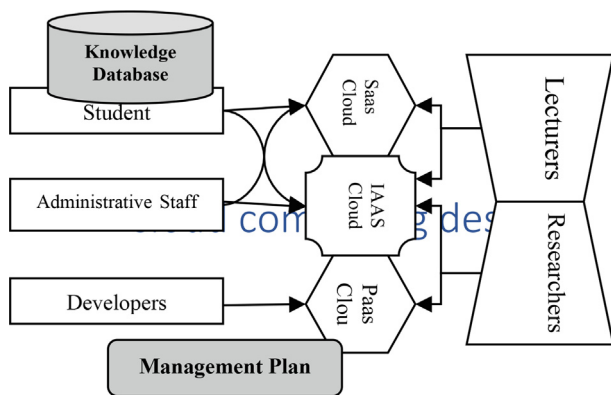 Knowledge
Database
Student
Administrative Staff
Developers
Saas
Cloud
IAAS
Cloud
Paas
Clou
Lecturers
Researchers
Management Plan